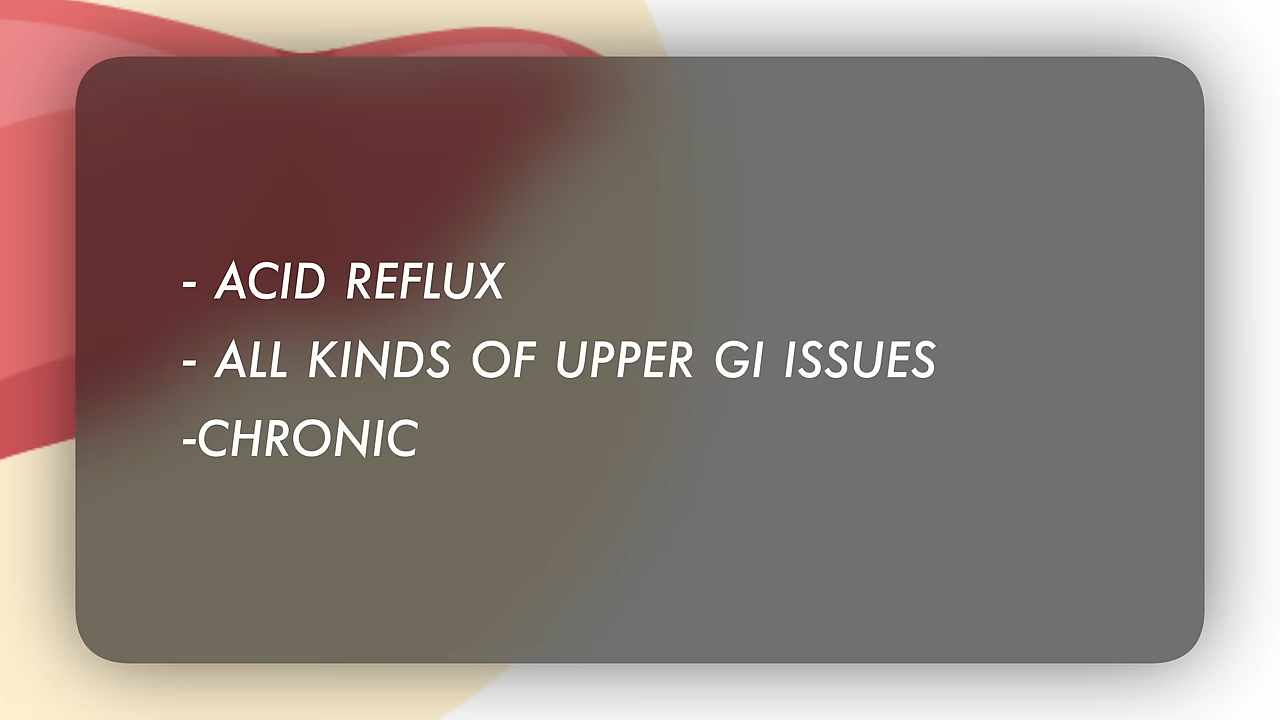 - ACID REFLUX
- ALL KINDS OF UPPER GI ISSUES
-CHRONIC